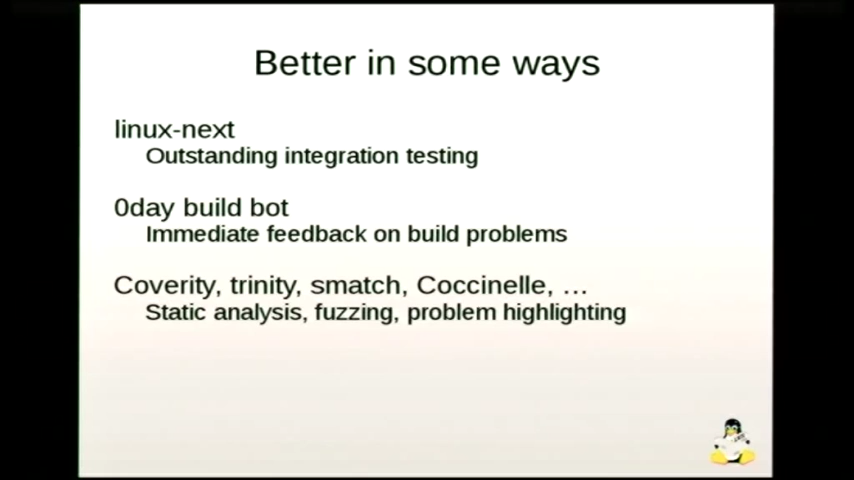 Better in some ways
linux-next
Outstanding integration testing
0day build bot
Immediate feedback on build problems
Coverity, trinity, smatch, Coccinelle, …
Static analysis, fuzzing, problem highlighting